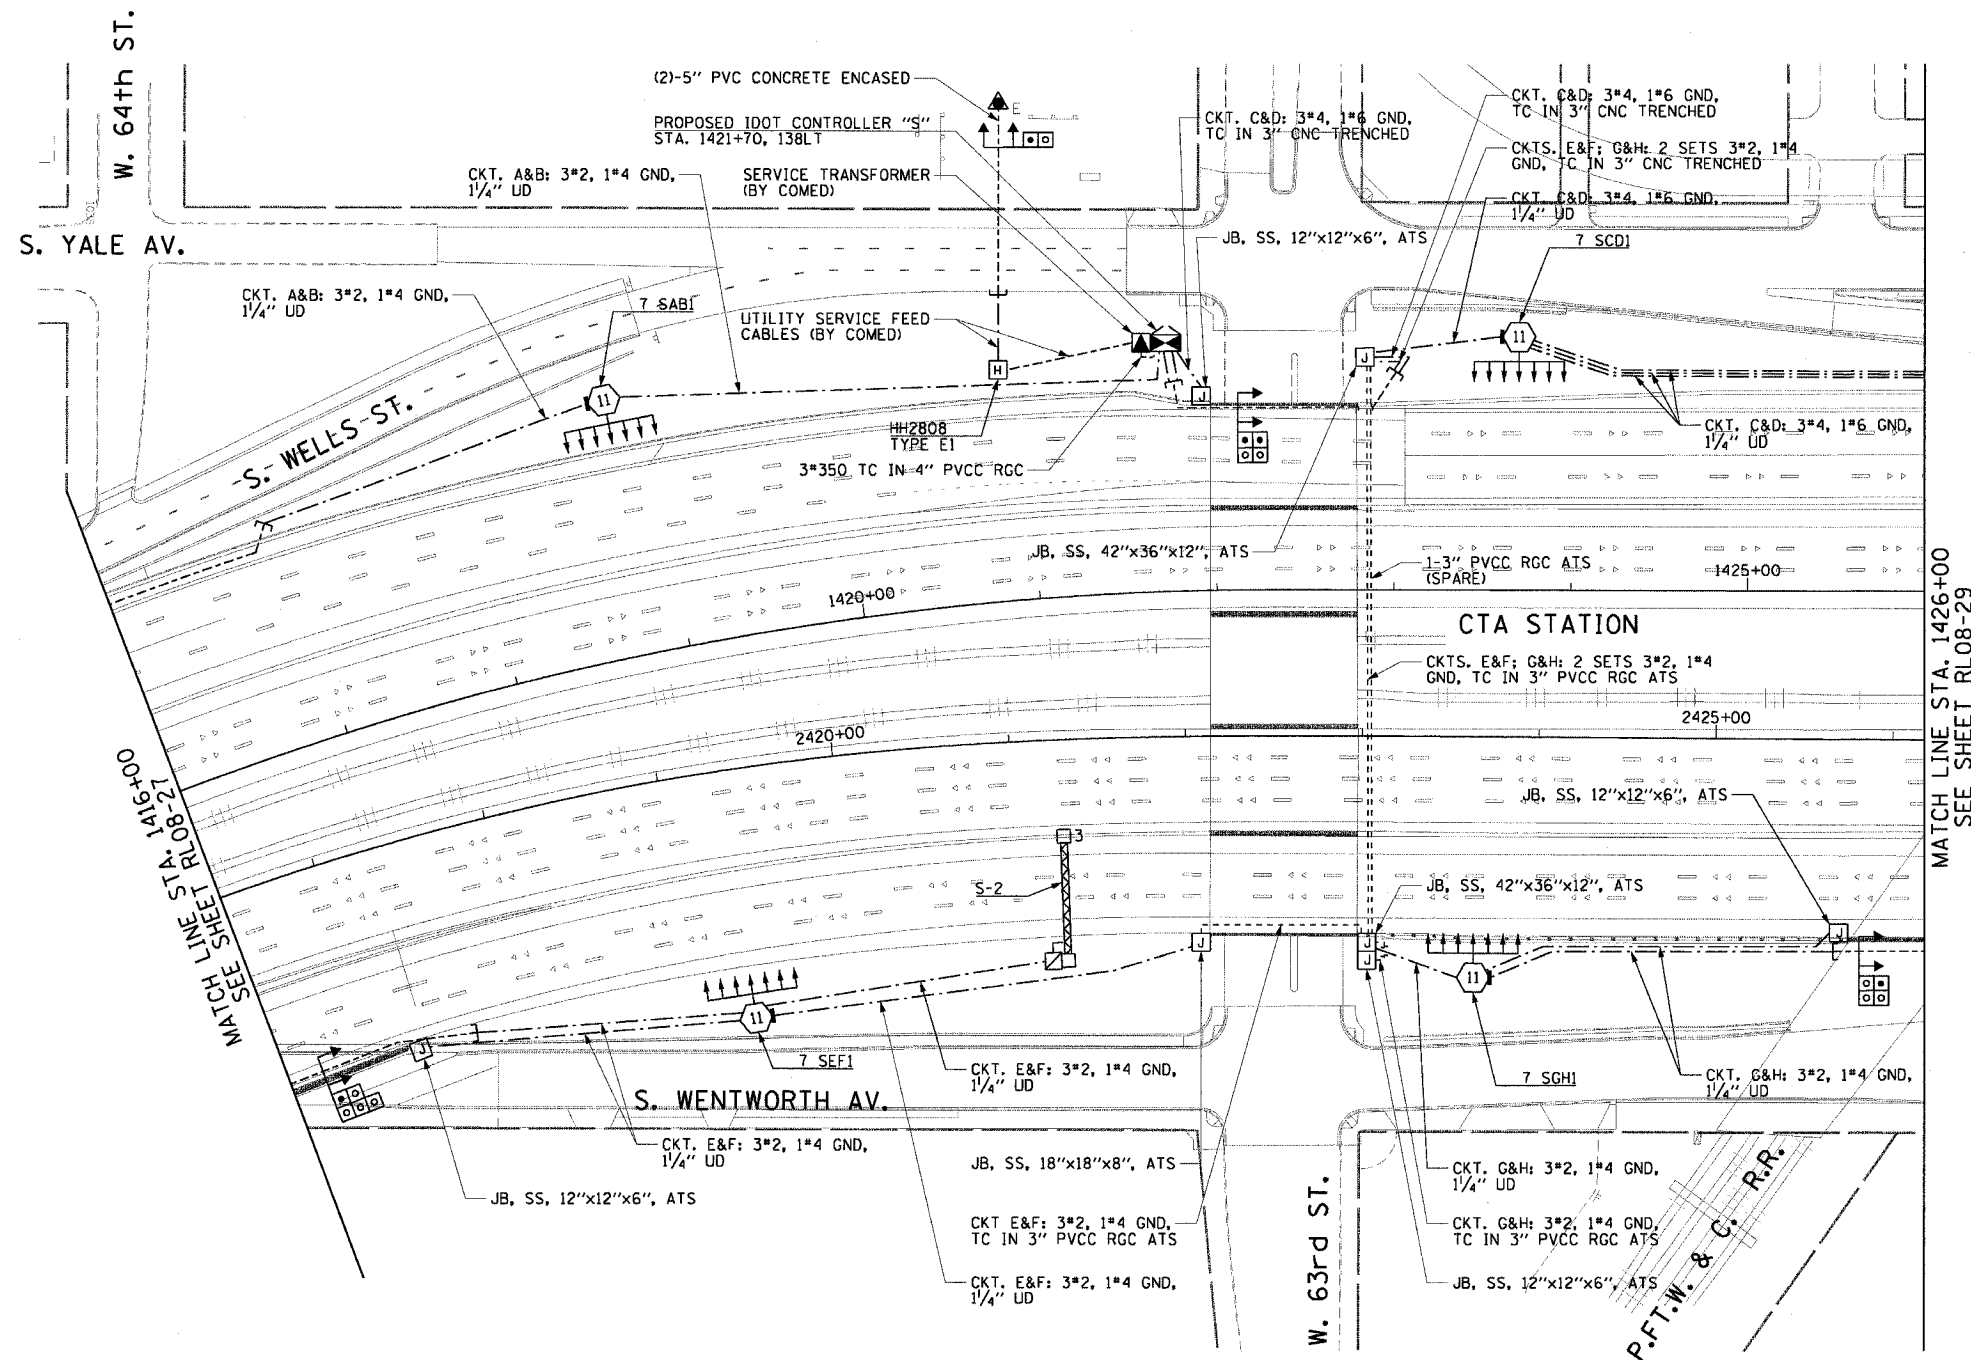 W. 64th ST.
S. YALE AV.
(2)-5" PVC CONCRETE ENCASED
E
PROPOSED IDOT CONTROLLER "S"
STA. 1421+70, 138LT
CKT. A&B: 3#2, 1#4 GND,
1¼" UD
SERVICE TRANSFORMER
(BY COMED)
CKT. C&D: 3#4, 1#6 GND,
TC IN 3" CNC TRENCHED
CKT. C&D: 3#4, 1#6 GND,
TC IN 3" CNC TRENCHED
CKTS. E&F; G&H: 2 SETS 3#2, 1#4
GND, TC IN 3" CNC TRENCHED
CKT. C&D: 3#4, 1#6 GND,
1¼" UD
JB, SS, 12"x12"x6", ATS
7 SCD1
CKT. A&B: 3#2, 1#4 GND,
1¼" UD
7 SAB1
UTILITY SERVICE FEED
CABLES (BY COMED)
11
11
H
J
J
S. WELLS ST.
HH2808
TYPE E1
3#350 TC IN 4" PVCC RGC
CKT. C&D: 3#4, 1#6 GND,
1¼" UD
JB, SS, 42"x36"x12", ATS
1-3" PVCC RGC ATS
(SPARE)
1420+00
1425+00
CTA STATION
CKTS. E&F; G&H: 2 SETS 3#2, 1#4
GND, TC IN 3" PVCC RGC ATS
2420+00
2425+00
MATCH LINE STA. 1426+00
SEE SHEET RL08-29
MATCH LINE STA. 1416+00
SEE SHEET RL08-27
JB, SS, 12"x12"x6", ATS
3
S-2
JB, SS, 42"x36"x12", ATS
J
J
J
J
J
11
11
7 SEF1
CKT. E&F: 3#2, 1#4 GND,
1¼" UD
7 SGH1
CKT. G&H: 3#2, 1#4 GND,
1¼" UD
S. WENTWORTH AV.
CKT. E&F: 3#2, 1#4 GND,
1¼" UD
JB, SS, 12"x12"x6", ATS
JB, SS, 18"x18"x8", ATS
CKT E&F: 3#2, 1#4 GND,
TC IN 3" PVCC RGC ATS
CKT. E&F: 3#2, 1#4 GND,
1¼" UD
W. 63rd ST.
CKT. G&H: 3#2, 1#4 GND,
1¼" UD
CKT. G&H: 3#2, 1#4 GND,
TC IN 3" PVCC RGC ATS
JB, SS, 12"x12"x6", ATS
P.FT.W. & C. R.R.